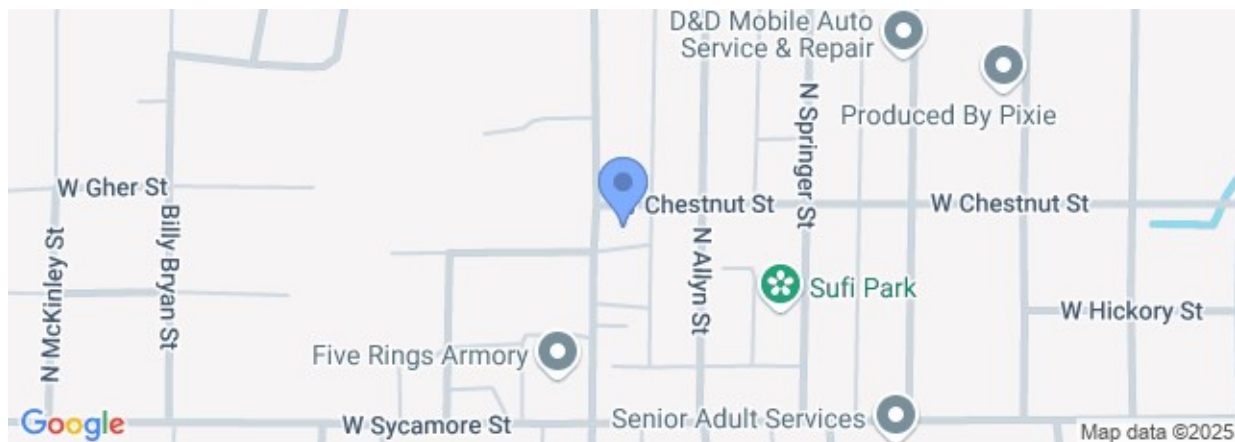 D&D Mobile Auto
Service & Repair
Produced By Pixie
N Springer St
W Gher St
Chestnut St
W Chestnut St
Billy Bryan St
N McKinley St
N Allyn St
Sufi Park
W Hickory St
Five Rings Armory
Senior Adult Services
W Sycamore St
Google
Map data ©2025